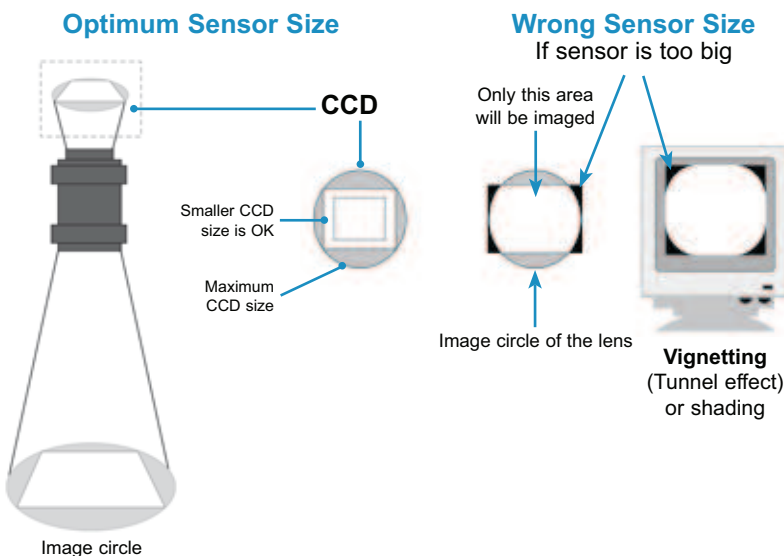 Optimum Sensor Size
CCD
Smaller CCD
size is OK
Maximum
CCD size
Image circle
Wrong Sensor Size
If sensor is too big
Only this area
will be imaged
Image circle of the lens
Vignetting
(Tunnel effect)
or shading